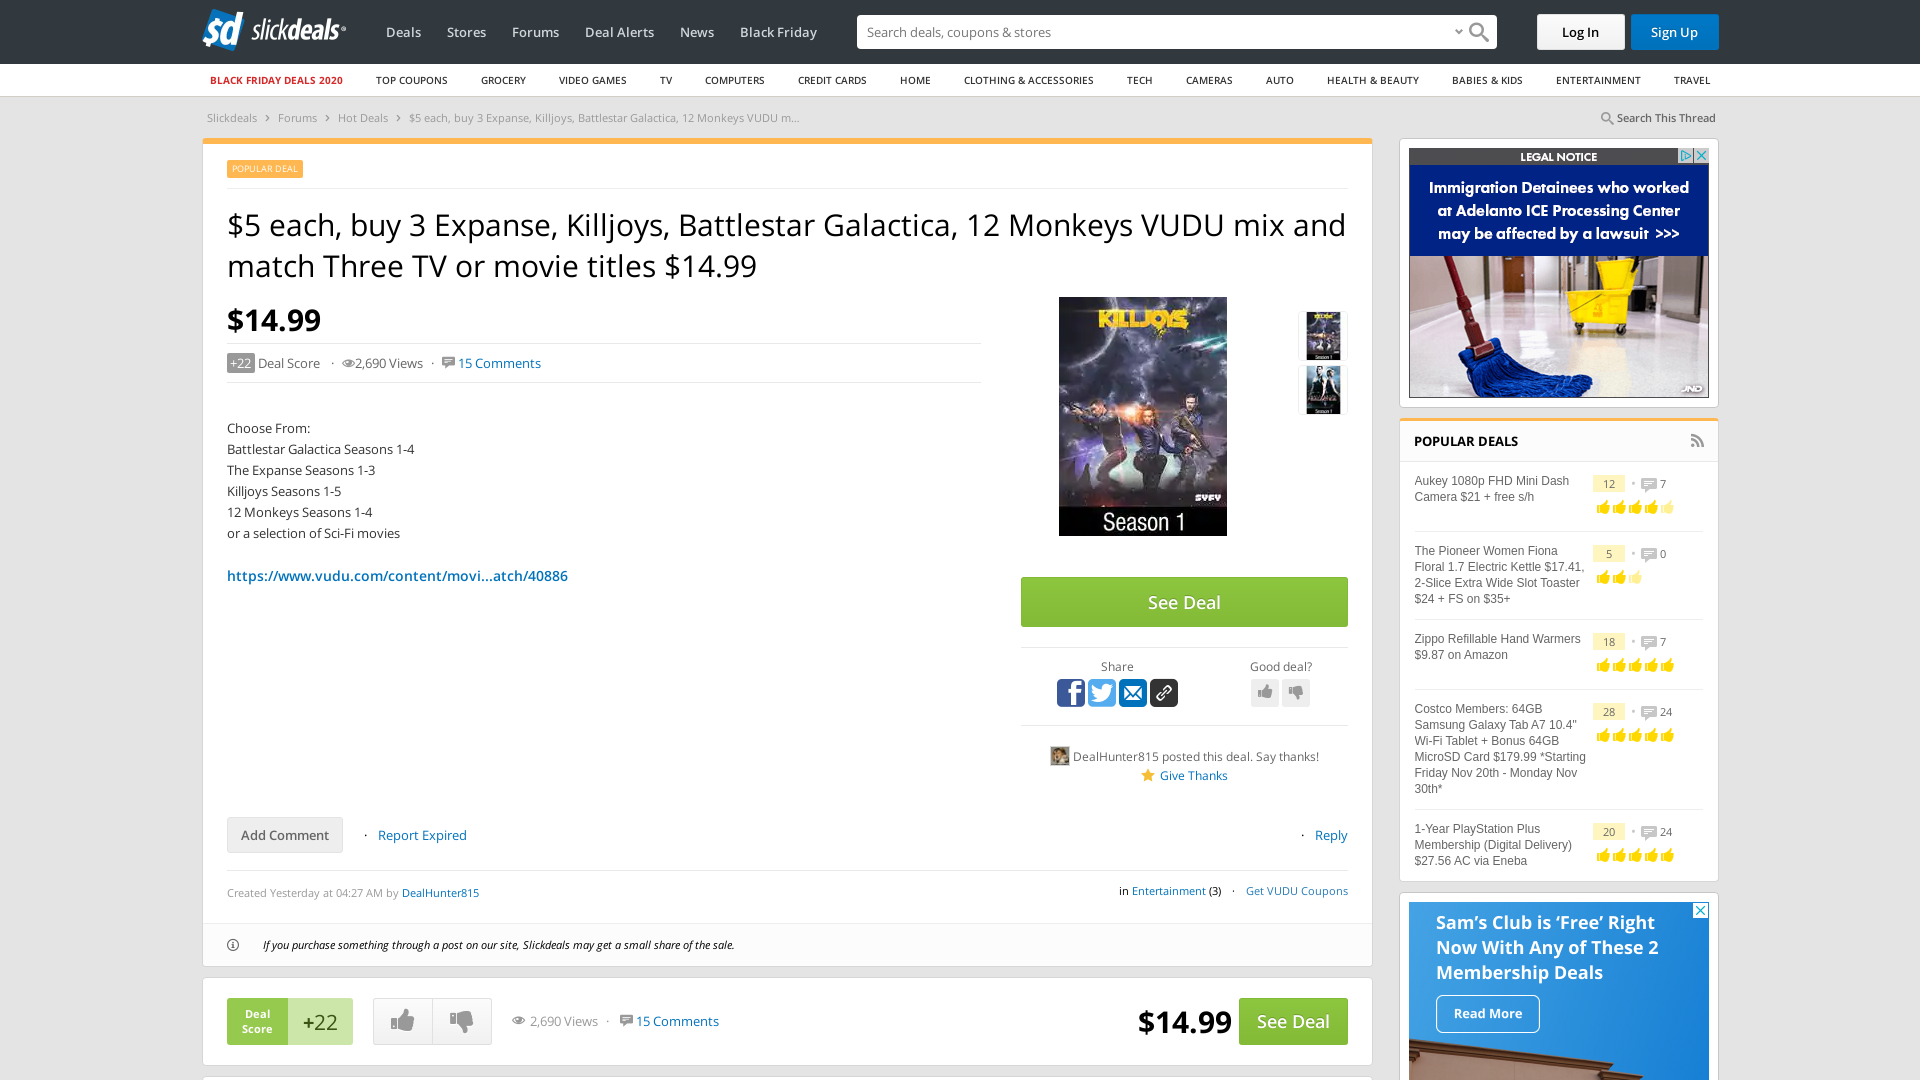 slickdeals
Deals
Stores
Forums
Deal Alerts
News
Black Friday
Search deals, coupons & stores
Log In
Sign Up
BLACK FRIDAY DEALS 2020
TOP COUPONS
GROCERY
VIDEO GAMES
TV
COMPUTERS
CREDIT CARDS
HOME
CLOTHING & ACCESSORIES
TECH
CAMERAS
AUTO
HEALTH & BEAUTY
BABIES & KIDS
ENTERTAINMENT
TRAVEL
Slickdeals › Forums › Hot Deals › $5 each, buy 3 Expanse, Killjoys, Battlestar Galactica, 12 Monkeys VUDU m...
Search This Thread
POPULAR DEAL
$5 each, buy 3 Expanse, Killjoys, Battlestar Galactica, 12 Monkeys VUDU mix and
match Three TV or movie titles $14.99
$14.99
+22 Deal Score · 2,690 Views · 15 Comments
Choose From:
Battlestar Galactica Seasons 1-4
The Expanse Seasons 1-3
Killjoys Seasons 1-5
12 Monkeys Seasons 1-4
or a selection of Sci-Fi movies
https://www.vudu.com/content/movi...atch/40886
KILLJOYS
SYFY
Season 1
Season 1
Season 1
See Deal
Share
Good deal?
DealHunter815 posted this deal. Say thanks!
Give Thanks
Add Comment · Report Expired
· Reply
Created Yesterday at 04:27 AM by DealHunter815
in Entertainment (3) · Get VUDU Coupons
If you purchase something through a post on our site, Slickdeals may get a small share of the sale.
Deal
Score
+22
2,690 Views · 15 Comments
$14.99
See Deal
LEGAL NOTICE
Immigration Detainees who worked
at Adelanto ICE Processing Center
may be affected by a lawsuit >>>
JND
POPULAR DEALS
Aukey 1080p FHD Mini Dash
Camera $21 + free s/h
12 · 7
The Pioneer Women Fiona
Floral 1.7 Electric Kettle $17.41,
2-Slice Extra Wide Slot Toaster
$24 + FS on $35+
5 · 0
Zippo Refillable Hand Warmers
$9.87 on Amazon
18 · 7
Costco Members: 64GB
Samsung Galaxy Tab A7 10.4"
Wi-Fi Tablet + Bonus 64GB
MicroSD Card $179.99 *Starting
Friday Nov 20th - Monday Nov
30th*
28 · 24
1-Year PlayStation Plus
Membership (Digital Delivery)
$27.56 AC via Eneba
20 · 24
Sam's Club is 'Free' Right
Now With Any of These 2
Membership Deals
Read More